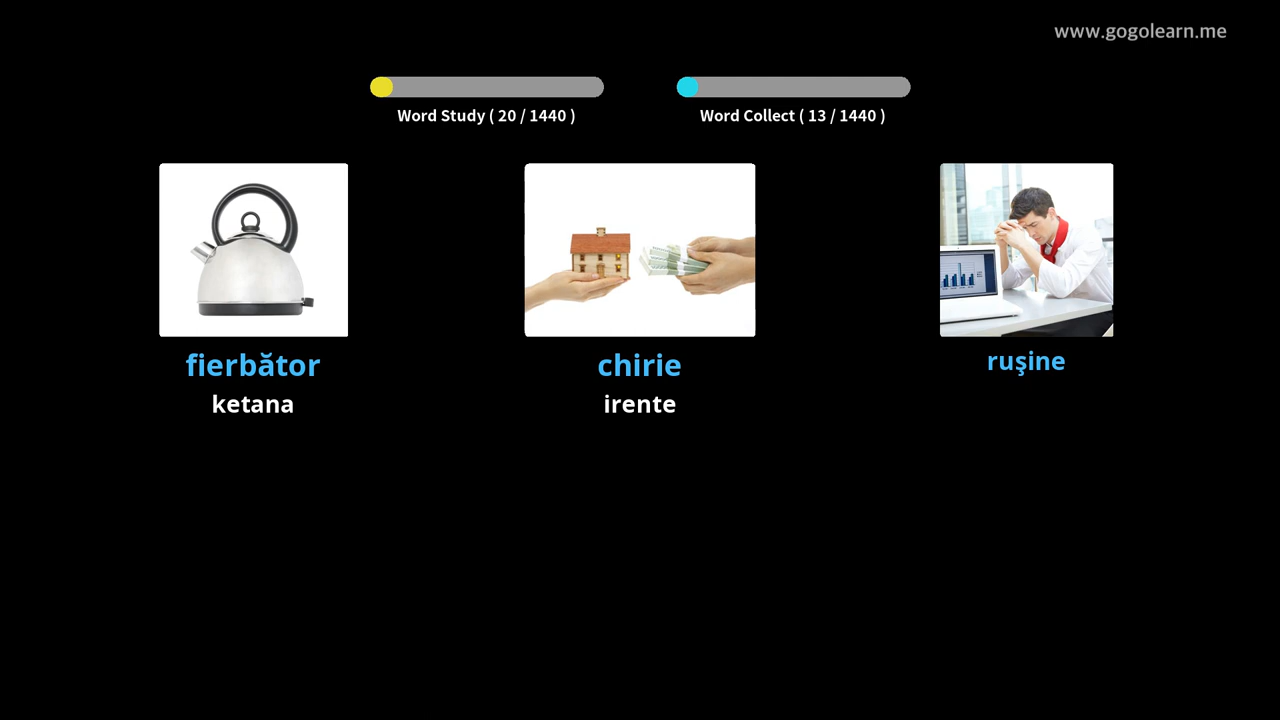 www.gogolearn.me
Word Study ( 20 / 1440 )
Word Collect ( 13 / 1440 )
fierbător
ketana
chirie
irente
ruşine